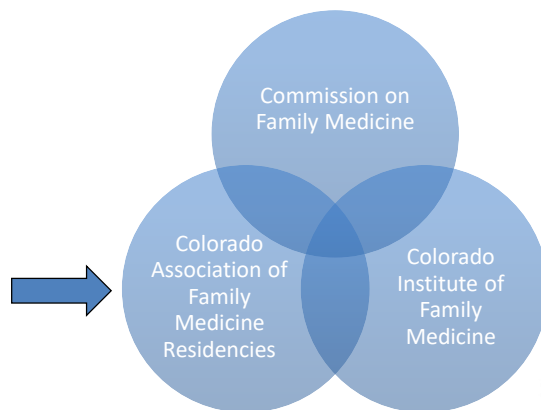 Commission on
Family Medicine
Colorado
Association of
Family
Medicine
Residencies
Colorado
Institute of
Family
Medicine